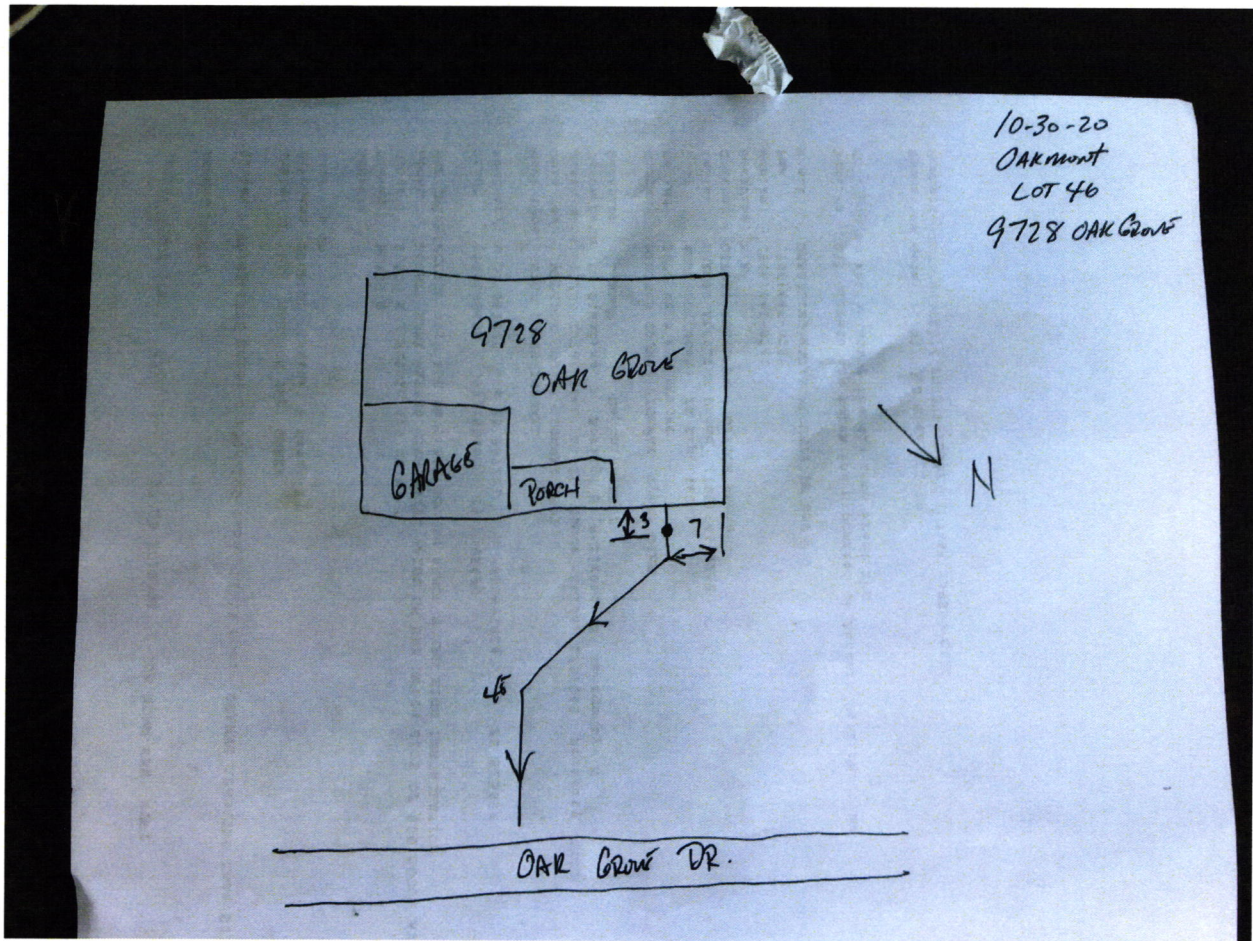 10-30-20
OAKMONT
LOT 46
9728 OAK GROVE
9728
OAK GROVE
GARAGE
PORCH
3
7
N
45
OAK GROVE DR.